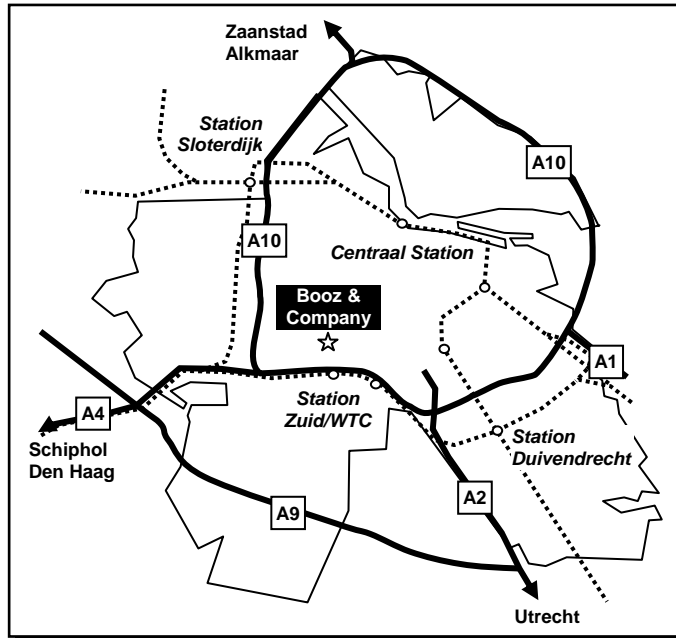 Zaanstad
Alkmaar
Station
Sloterdijk
A10
A10
Centraal Station
Booz &
Company
A1
Station
Zuid/WTC
A4
Schiphol
Den Haag
Station
Duivendrecht
A2
A9
Utrecht